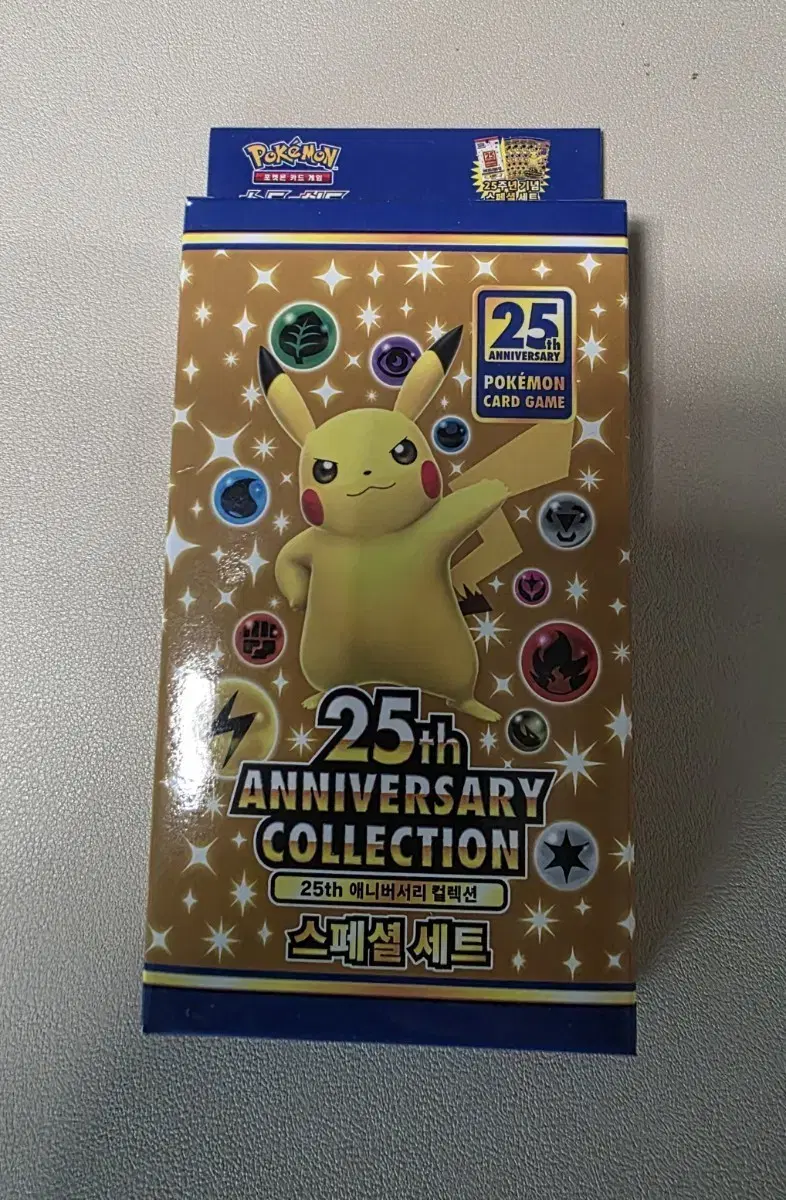 POKÉMON
포켓몬 카드 게임
25주년 기념
스페셜 세트
25th
ANNIVERSARY
POKÉMON
CARD GAME
25th
ANNIVERSARY
COLLECTION
25th 애니버서리 컬렉션
스페셜 세트